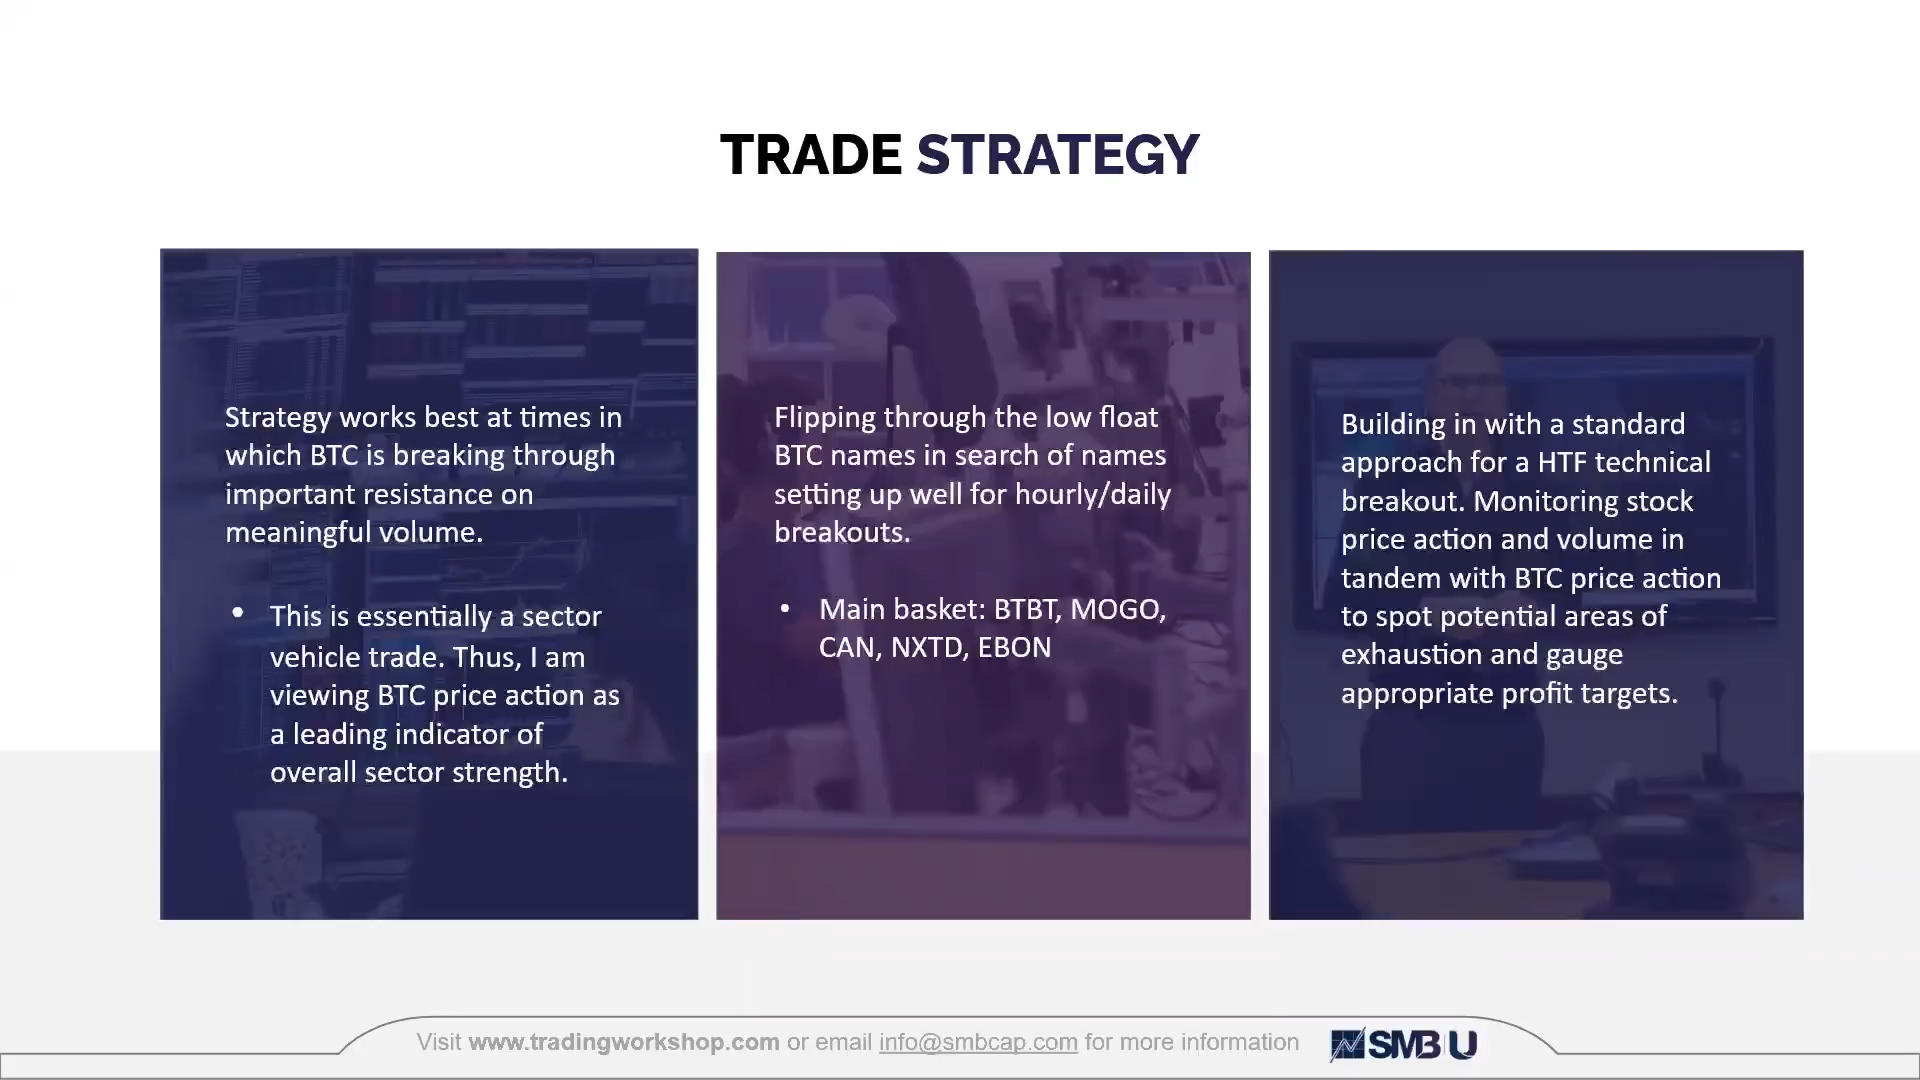 TRADE STRATEGY
Strategy works best at times in
which BTC is breaking through
important resistance on
meaningful volume.
• This is essentially a sector
vehicle trade. Thus, I am
viewing BTC price action as
a leading indicator of
overall sector strength.
Flipping through the low float
BTC names in search of names
setting up well for hourly/daily
breakouts.
• Main basket: BTBT, MOGO,
CAN, NXTD, EBON
Building in with a standard
approach for a HTF technical
breakout. Monitoring stock
price action and volume in
tandem with BTC price action
to spot potential areas of
exhaustion and gauge
appropriate profit targets.
Visit www.tradingworkshop.com or email info@smbcap.com for more information
SMB U